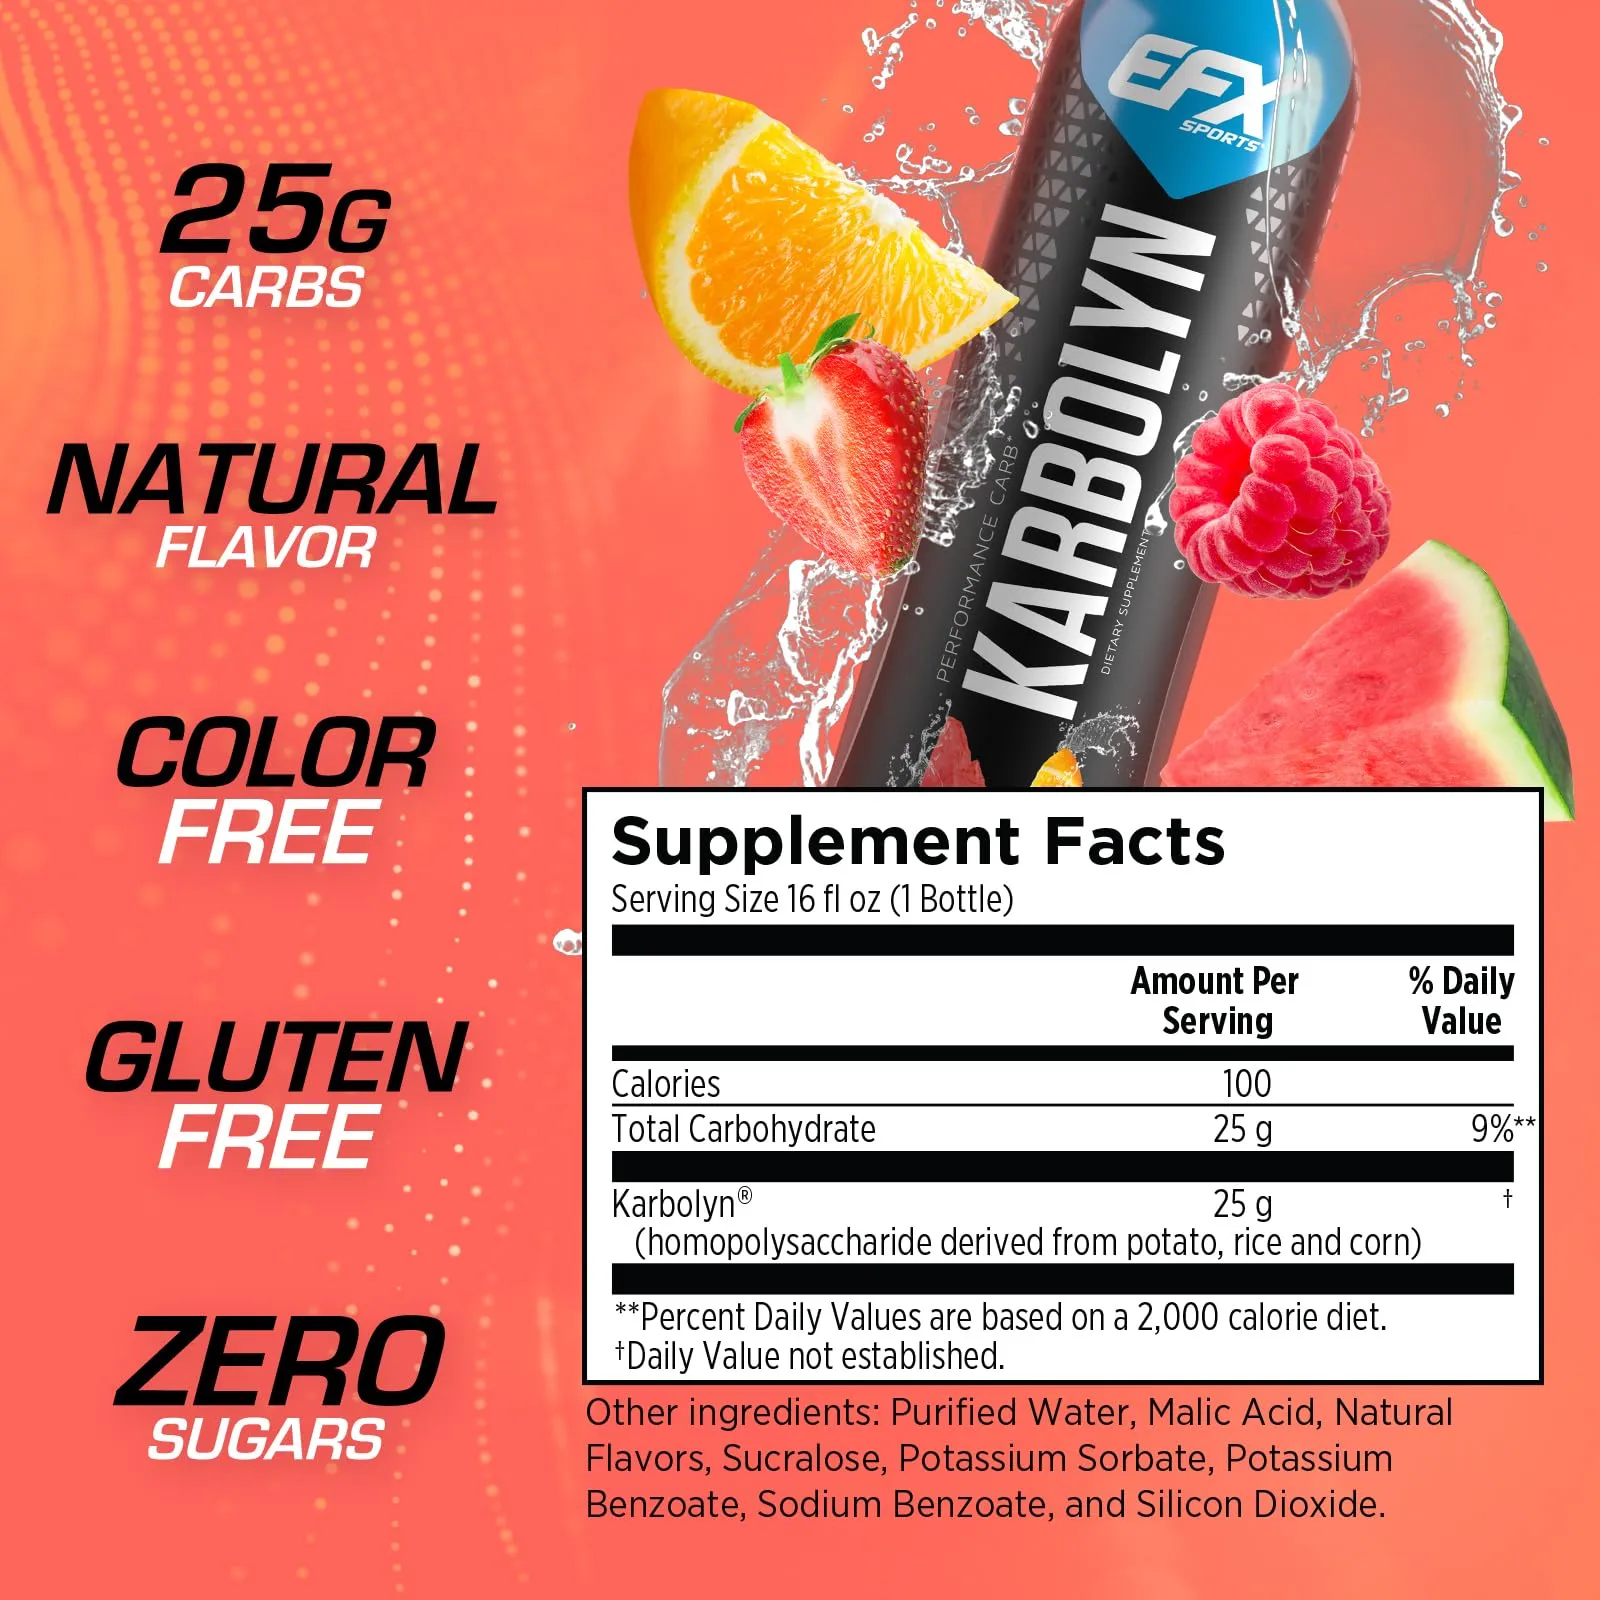 25G
CARBS
NATURAL
FLAVOR
COLOR
FREE
GLUTEN
FREE
ZERO
SUGARS
EFX
SPORTS®
KARBOLYN
PERFORMANCE CARB*
DIETARY SUPPLEMENT
Supplement Facts
Serving Size 16 fl oz (1 Bottle)
Amount Per Serving % Daily Value
Calories 100
Total Carbohydrate 25 g 9%**
Karbolyn® 25 g †
(homopolysaccharide derived from potato, rice and corn)
**Percent Daily Values are based on a 2,000 calorie diet.
†Daily Value not established.
Other ingredients: Purified Water, Malic Acid, Natural
Flavors, Sucralose, Potassium Sorbate, Potassium
Benzoate, Sodium Benzoate, and Silicon Dioxide.